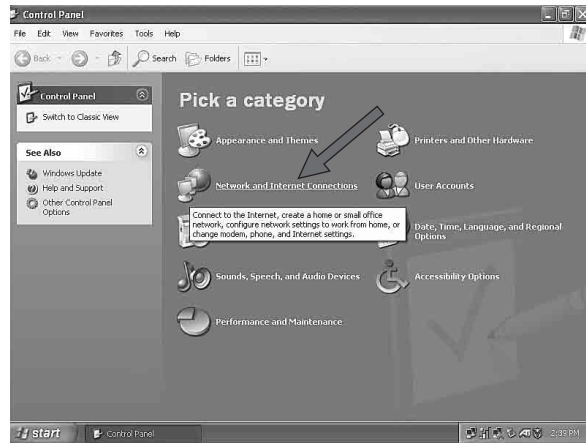 Control Panel
File Edit View Favorites Tools Help
Back Search Folders
Control Panel
Switch to Classic View
See Also
Windows Update
Help and Support
Other Control Panel
Options
Pick a category
Appearance and Themes
Printers and Other Hardware
Network and Internet Connections
User Accounts
Connect to the Internet, create a home or small office
network, configure network settings to work from home, or
change modem, phone, and Internet settings.
Date, Time, Language, and Regional
Options
Sounds, Speech, and Audio Devices
Accessibility Options
Performance and Maintenance
start Control Panel 2:39 PM